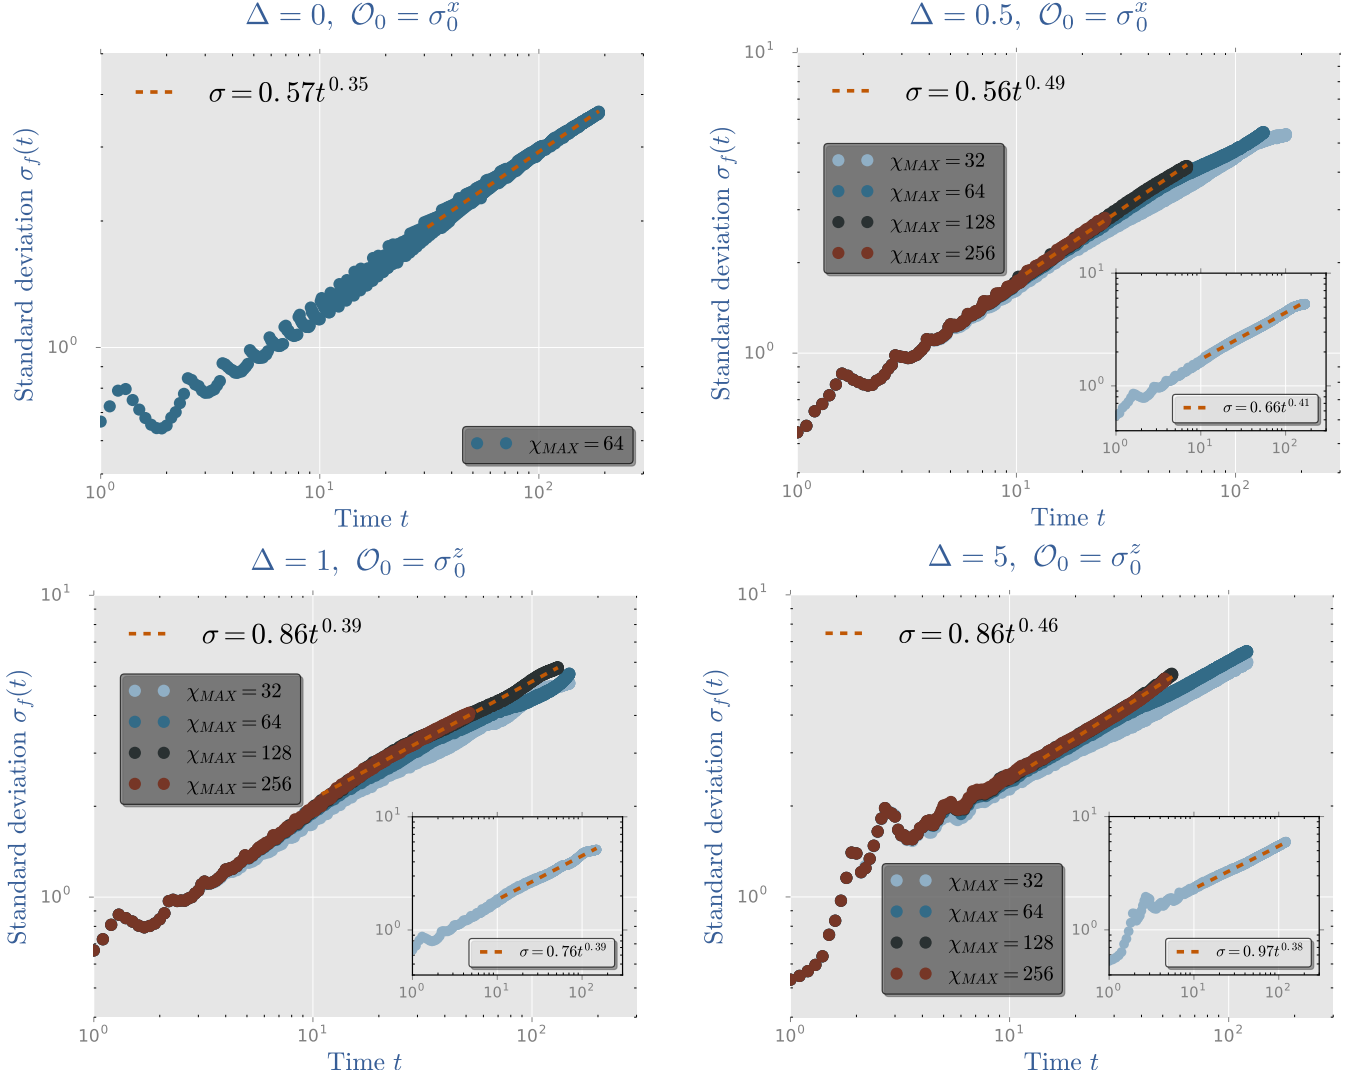 Δ = 0, 𝒪₀ = σ₀ˣ
σ = 0.57t^0.35
Standard deviation σ_f(t)
10⁰
χ_MAX = 64
10⁰ 10¹ 10²
Time t
Δ = 0.5, 𝒪₀ = σ₀ˣ
10¹
σ = 0.56t^0.49
Standard deviation σ_f(t)
χ_MAX = 32
χ_MAX = 64
χ_MAX = 128
χ_MAX = 256
10⁰
10¹
10⁰
σ = 0.66t^0.41
10⁰ 10¹ 10²
10⁰ 10¹ 10²
Time t
Δ = 1, 𝒪₀ = σ₀ᶻ
10¹
σ = 0.86t^0.39
Standard deviation σ_f(t)
χ_MAX = 32
χ_MAX = 64
χ_MAX = 128
χ_MAX = 256
10⁰
10¹
10⁰
σ = 0.76t^0.39
10⁰ 10¹ 10²
10⁰ 10¹ 10²
Time t
Δ = 5, 𝒪₀ = σ₀ᶻ
10¹
σ = 0.86t^0.46
Standard deviation σ_f(t)
10⁰
χ_MAX = 32
χ_MAX = 64
χ_MAX = 128
χ_MAX = 256
10¹
10⁰
σ = 0.97t^0.38
10⁰ 10¹ 10²
10⁰ 10¹ 10²
Time t